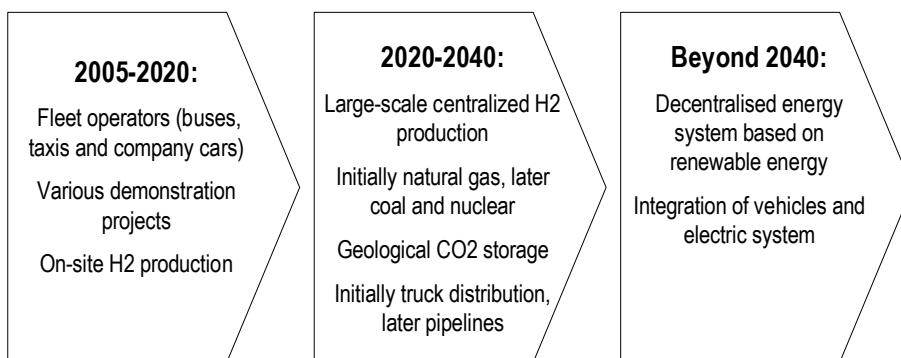 2005-2020:
Fleet operators (buses,
taxis and company cars)
Various demonstration
projects
On-site H2 production
2020-2040:
Large-scale centralized H2
production
Initially natural gas, later
coal and nuclear
Geological CO2 storage
Initially truck distribution,
later pipelines
Beyond 2040:
Decentralised energy
system based on
renewable energy
Integration of vehicles and
electric system